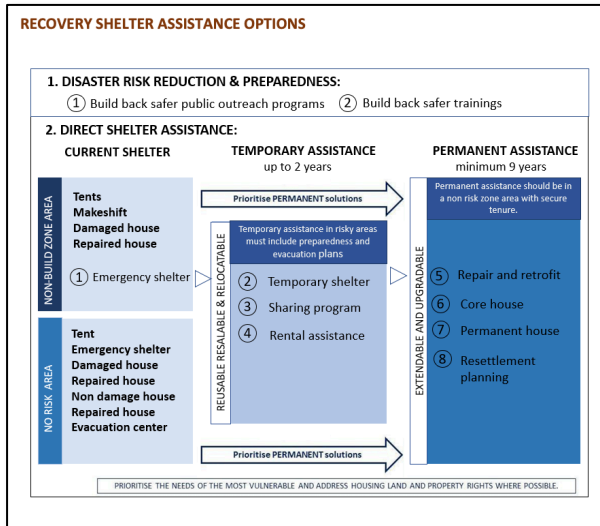 RECOVERY SHELTER ASSISTANCE OPTIONS
1. DISASTER RISK REDUCTION & PREPAREDNESS:
① Build back safer public outreach programs ② Build back safer trainings
2. DIRECT SHELTER ASSISTANCE:
CURRENT SHELTER
NON-BUILD ZONE AREA
Tents
Makeshift
Damaged house
Repaired house
① Emergency shelter
NO RISK AREA
Tent
Emergency shelter
Damaged house
Repaired house
Non damage house
Repaired house
Evacuation center
TEMPORARY ASSISTANCE
up to 2 years
Prioritise PERMANENT solutions
REUSABLE RESALABLE & RELOCATABLE
Temporary assistance in risky areas
must include preparedness and
evacuation plans
② Temporary shelter
③ Sharing program
④ Rental assistance
Prioritise PERMANENT solutions
PERMANENT ASSISTANCE
minimum 9 years
EXTENDABLE AND UPGRADABLE
Permanent assistance should be in
a non risk zone area with secure
tenure.
⑤ Repair and retrofit
⑥ Core house
⑦ Permanent house
⑧ Resettlement
planning
PRIORITISE THE NEEDS OF THE MOST VULNERABLE AND ADDRESS HOUSING LAND AND PROPERTY RIGHTS WHERE POSSIBLE.